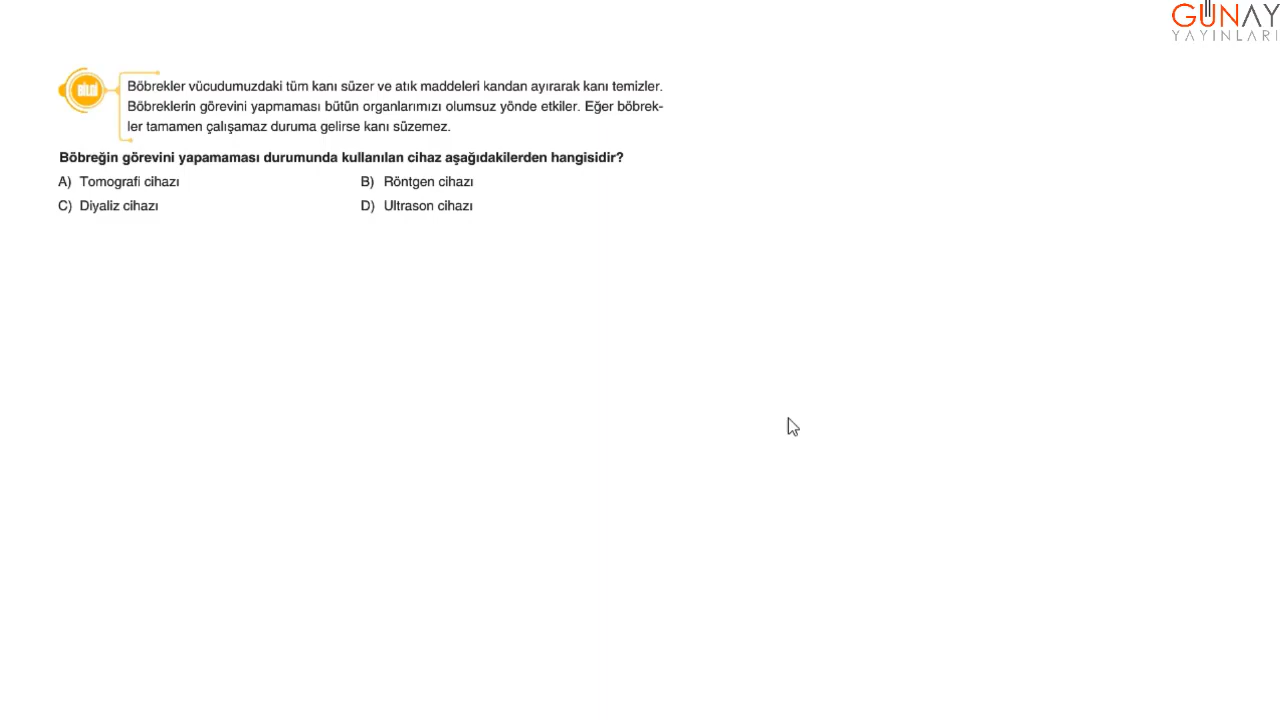 GÜNAY
YAYINLARI
BİLGİ
Böbrekler vücudumuzdaki tüm kanı süzer ve atık maddeleri kandan ayırarak kanı temizler.
Böbreklerin görevini yapmaması bütün organlarımızı olumsuz yönde etkiler. Eğer böbrek-
ler tamamen çalışamaz duruma gelirse kanı süzemez.
Böbreğin görevini yapamaması durumunda kullanılan cihaz aşağıdakilerden hangisidir?
A) Tomografi cihazı
B) Röntgen cihazı
C) Diyaliz cihazı
D) Ultrason cihazı